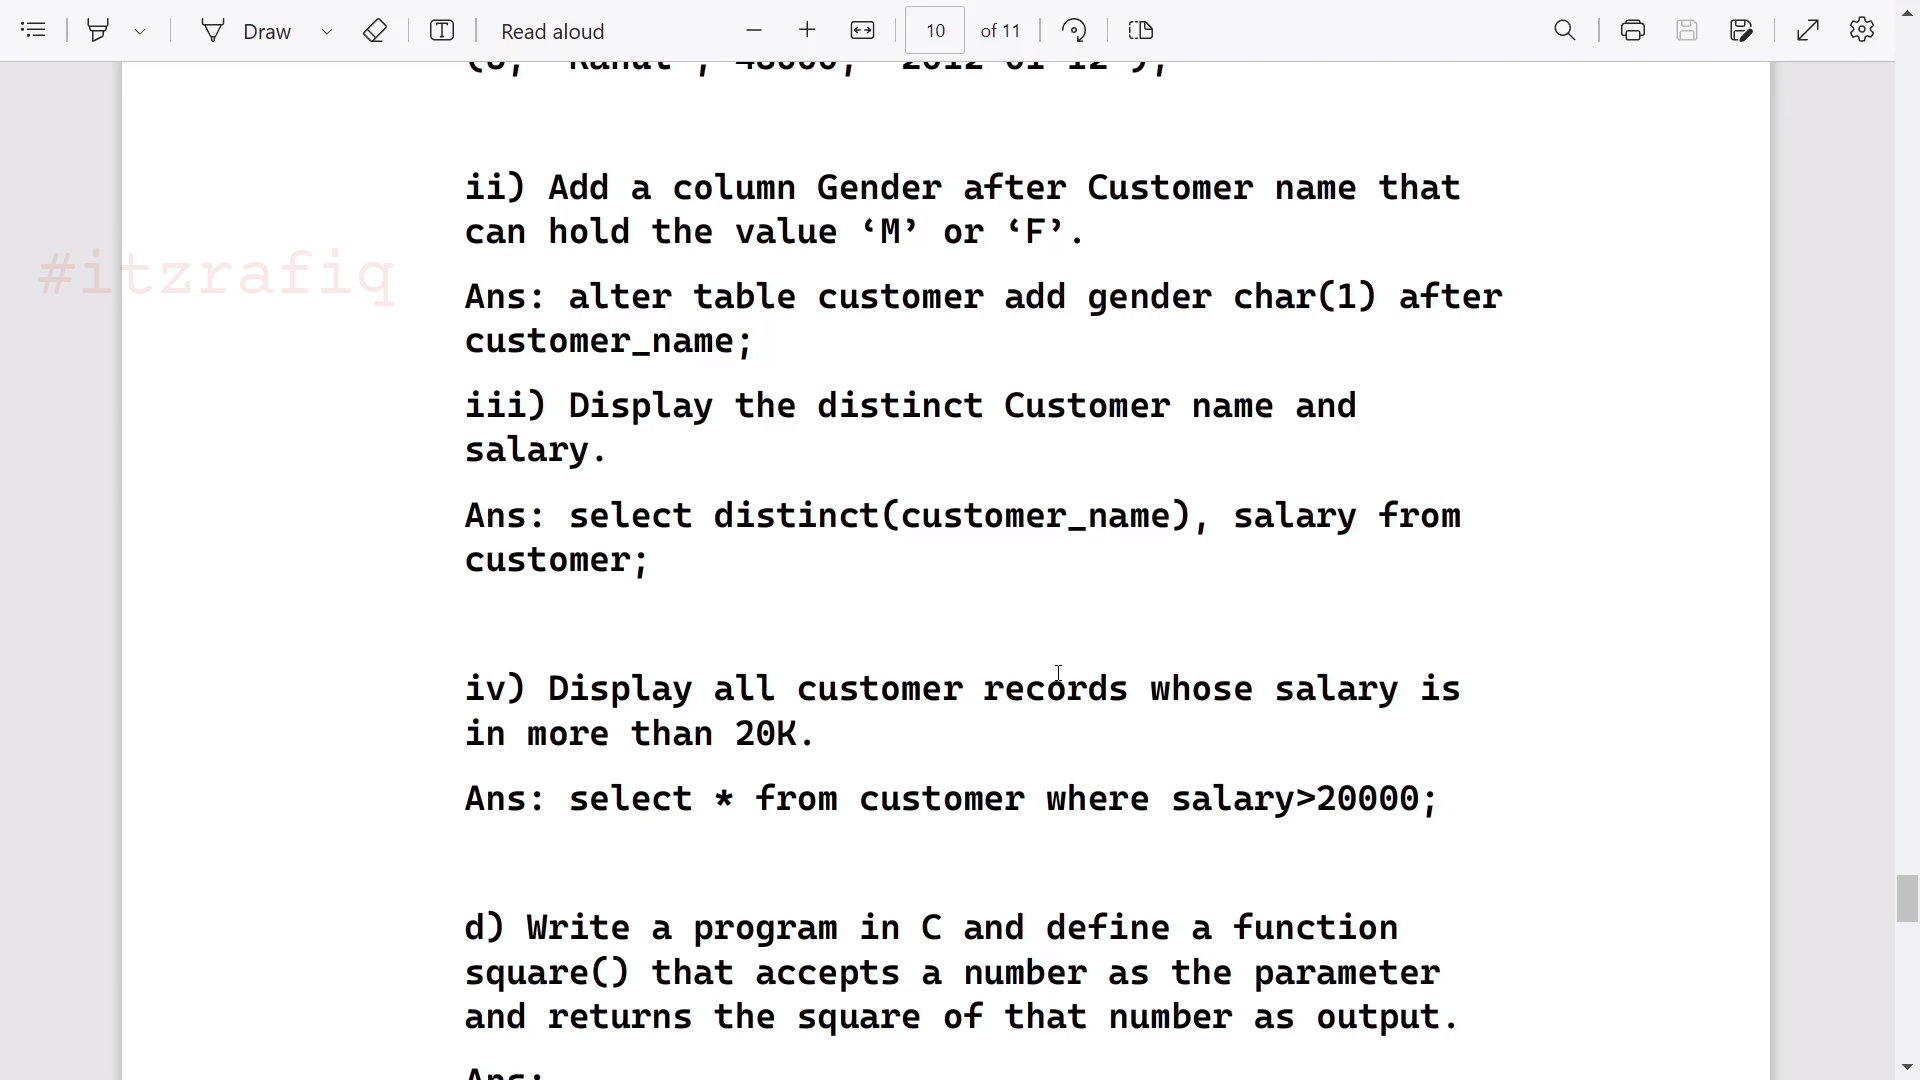 Draw
Read aloud
10
of 11
ii) Add a column Gender after Customer name that
can hold the value ‘M’ or ‘F’.
#itzrafiq
Ans: alter table customer add gender char(1) after
customer_name;
iii) Display the distinct Customer name and
salary.
Ans: select distinct(customer_name), salary from
customer;
iv) Display all customer records whose salary is
in more than 20K.
Ans: select * from customer where salary>20000;
d) Write a program in C and define a function
square() that accepts a number as the parameter
and returns the square of that number as output.
Ans: